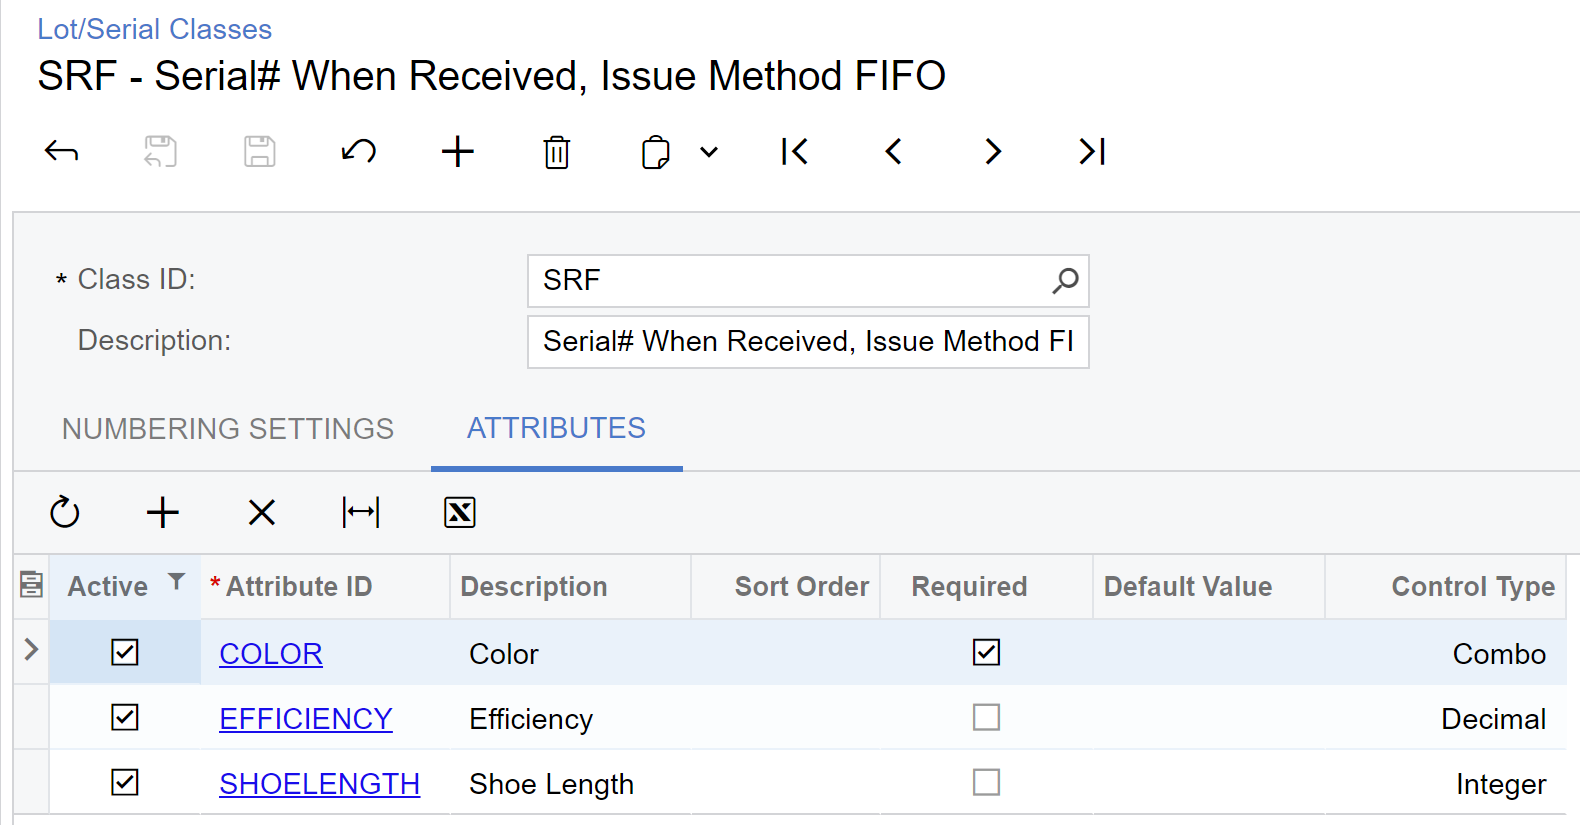 Lot/Serial Classes
SRF - Serial# When Received, Issue Method FIFO
* Class ID: SRF
Description: Serial# When Received, Issue Method FI
NUMBERING SETTINGS ATTRIBUTES
Active * Attribute ID Description Sort Order Required Default Value Control Type
COLOR Color Combo
EFFICIENCY Efficiency Decimal
SHOELENGTH Shoe Length Integer